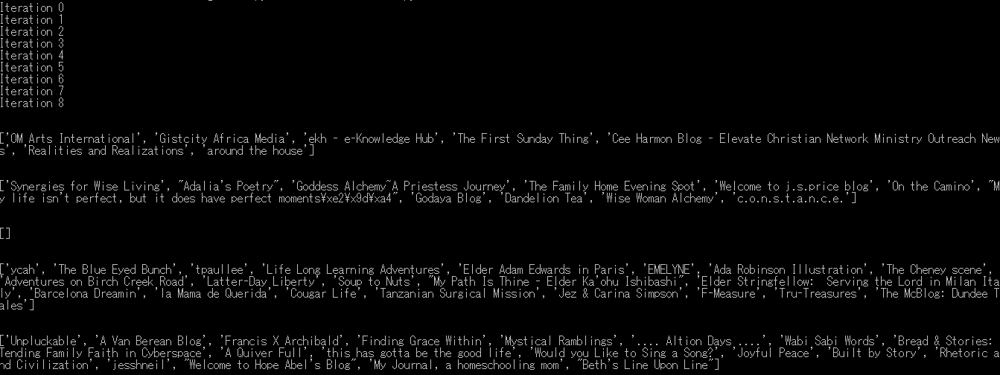 Iteration 0
Iteration 1
Iteration 2
Iteration 3
Iteration 4
Iteration 5
Iteration 6
Iteration 7
Iteration 8
['OM Arts International', 'Gistcity Africa Media', 'ekh - e-Knowledge Hub', 'The First Sunday Thing', 'Cee Harmon Blog - Elevate Christian Network Ministry Outreach New
s', 'Realities and Realizations', 'around the house']
['Synergies for Wise Living', "Adalia's Poetry", 'Goddess Alchemy~A Priestess Journey', 'The Family Home Evening Spot', 'Welcome to j.s.price blog', 'On the Camino', "M
y life isn't perfect, but it does have perfect moments¥xe2¥x9d¥xa4", 'Godaya Blog', 'Dandelion Tea', 'Wise Woman Alchemy', 'c.o.n.s.t.a.n.c.e.']
[]
['ycah', 'The Blue Eyed Bunch', 'tpaullee', 'Life Long Learning Adventures', 'Elder Adam Edwards in Paris', 'EMELYNE', 'Ada Robinson Illustration', 'The Cheney scene',
'Adventures on Birch Creek Road', 'Latter-Day Liberty', 'Soup to Nuts', "My Path Is Thine - Elder Ka'ohu Ishibashi", 'Elder Stringfellow:  Serving the Lord in Milan Ita
ly', 'Barcelona Dreamin', 'la Mama de Querida', 'Cougar Life', 'Tanzanian Surgical Mission', 'Jez & Carina Simpson', 'F-Measure', 'Tru-Treasures', 'The McBlog: Dundee T
ales']
['Unpluckable', 'A Van Berean Blog', 'Francis X Archibald', 'Finding Grace Within', 'Mystical Ramblings', '.... Altion Days ....', 'Wabi Sabi Words', 'Bread & Stories:
Tending Family Faith in Cyberspace', 'A Quiver Full', 'this has gotta be the good life', 'Would you Like to Sing a Song?', 'Joyful Peace', 'Built by Story', 'Rhetoric
nd Civilization', 'jesshneil', "Welcome to Hope Abel's Blog", 'My Journal, a homeschooling mom', "Beth's Line Upon Line"]